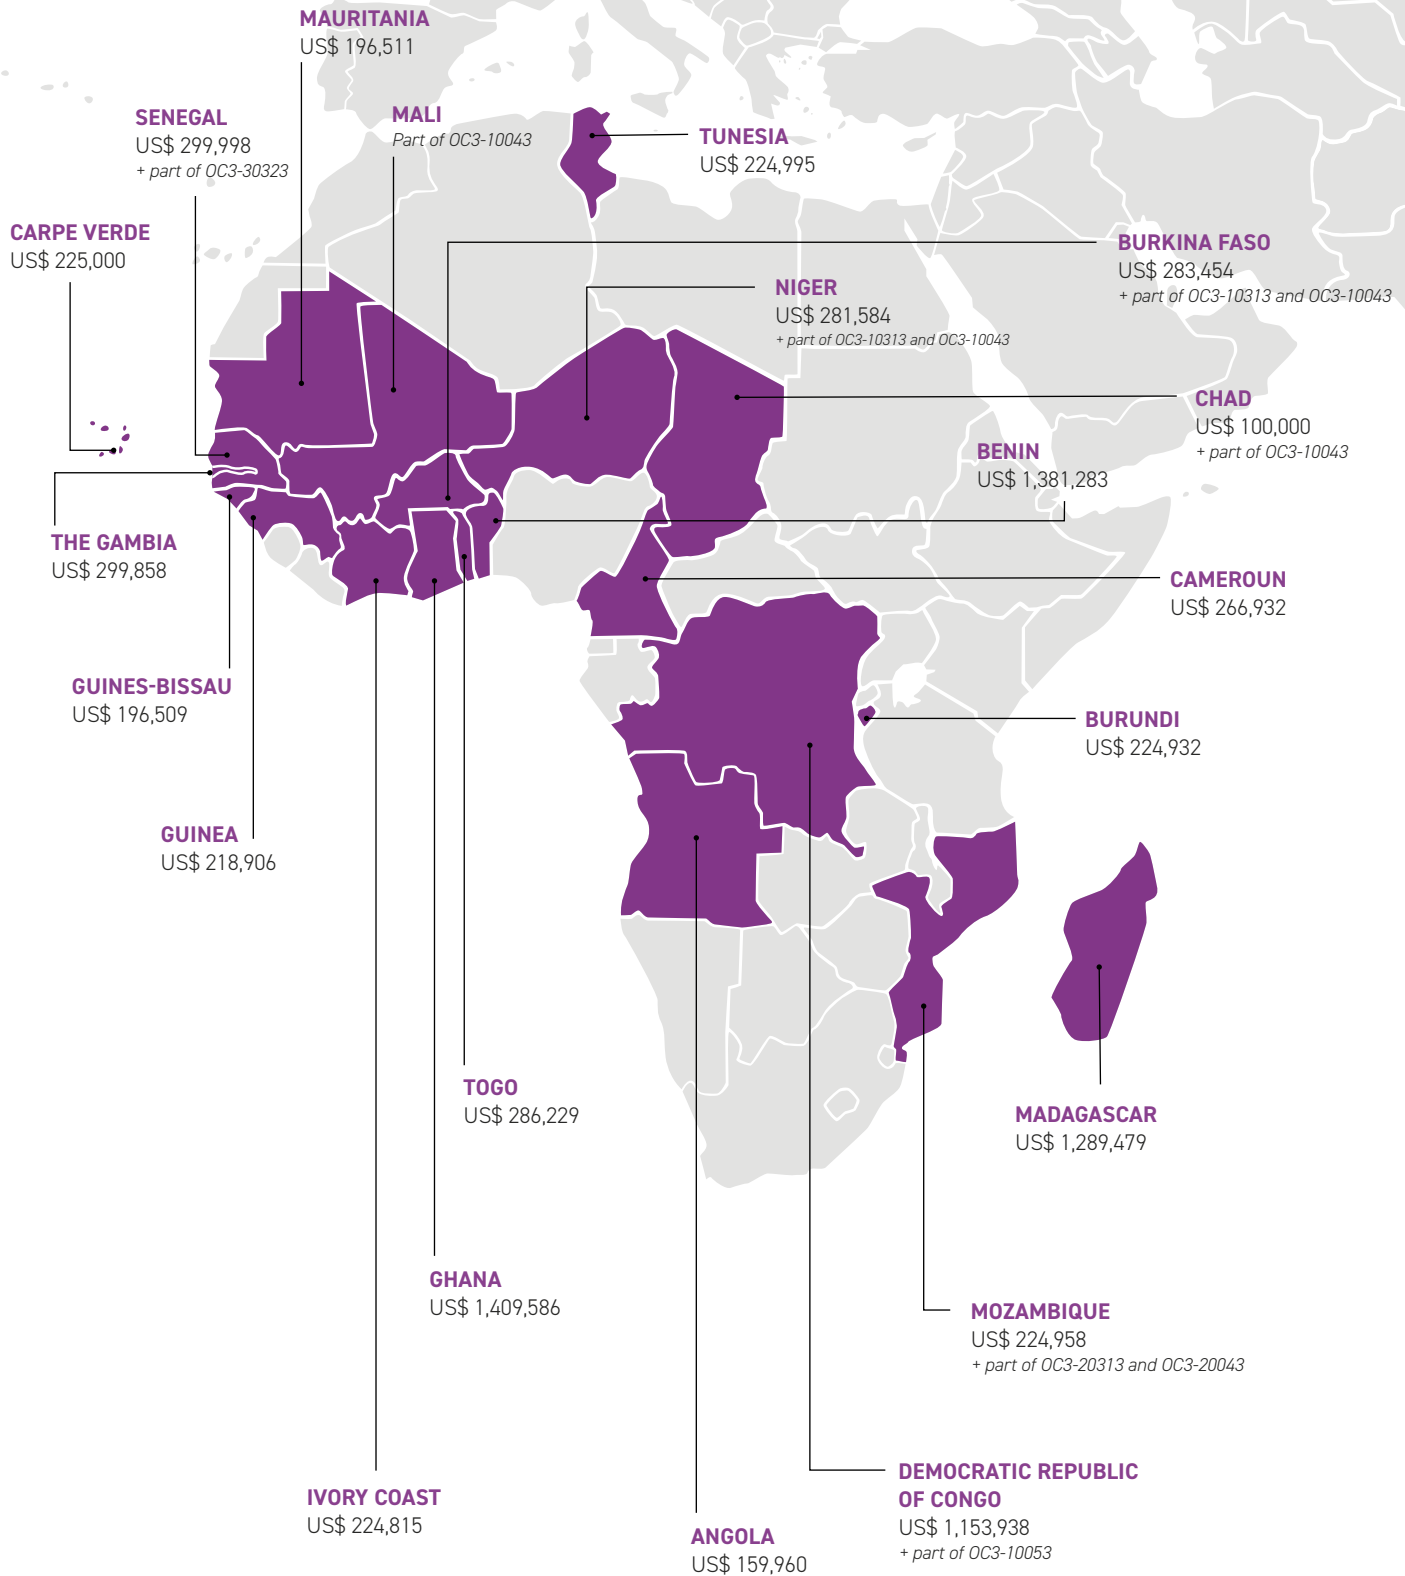 MAURITANIA
US$ 196,511
SENEGAL
US$ 299,998
+ part of OC3-30323
MALI
Part of OC3-10043
TUNESIA
US$ 224,995
CARPE VERDE
US$ 225,000
BURKINA FASO
US$ 283,454
+ part of OC3-10313 and OC3-10043
NIGER
US$ 281,584
+ part of OC3-10313 and OC3-10043
CHAD
US$ 100,000
+ part of OC3-10043
BENIN
US$ 1,381,283
THE GAMBIA
US$ 299,858
CAMEROUN
US$ 266,932
GUINES-BISSAU
US$ 196,509
BURUNDI
US$ 224,932
GUINEA
US$ 218,906
TOGO
US$ 286,229
MADAGASCAR
US$ 1,289,479
GHANA
US$ 1,409,586
MOZAMBIQUE
US$ 224,958
+ part of OC3-20313 and OC3-20043
DEMOCRATIC REPUBLIC
OF CONGO
US$ 1,153,938
+ part of OC3-10053
IVORY COAST
US$ 224,815
ANGOLA
US$ 159,960